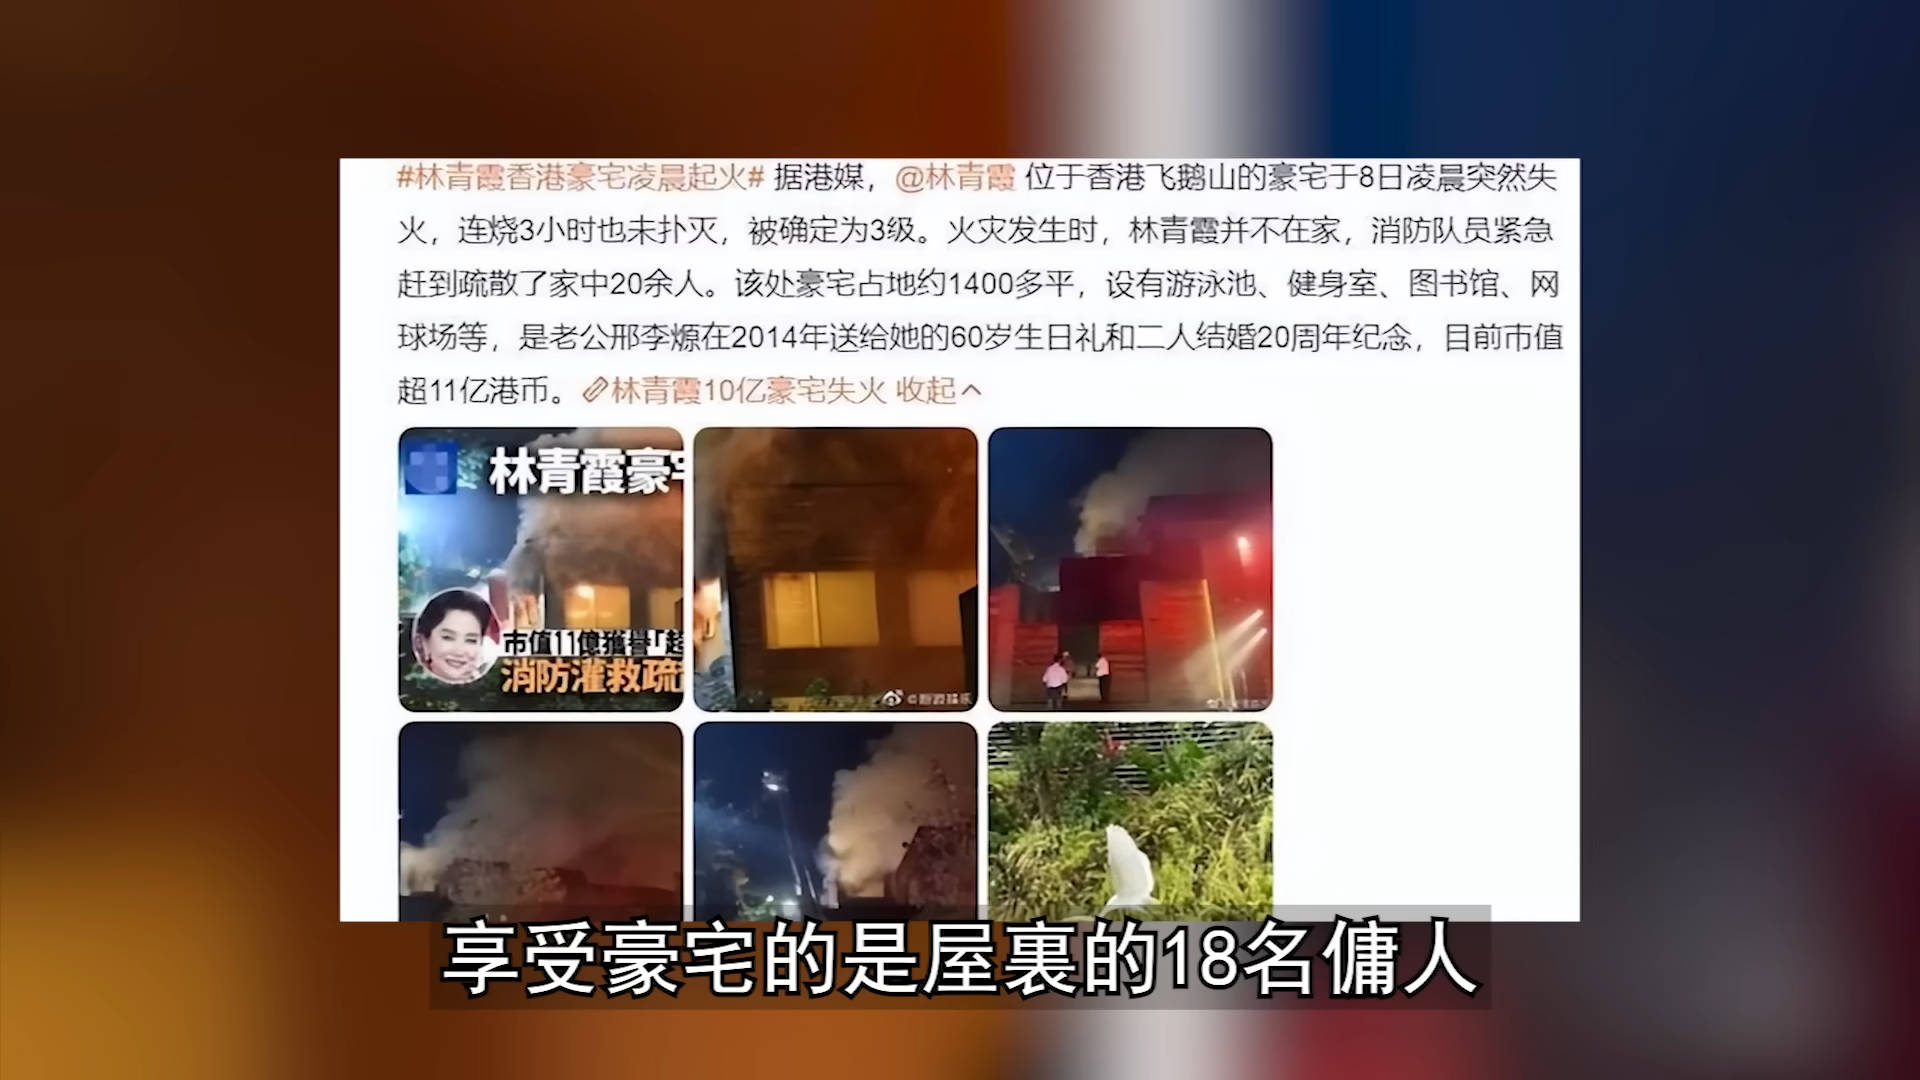 #林青霞香港豪宅凌晨起火# 据港媒，@林青霞 位于香港飞鹅山的豪宅于8日凌晨突然失
火，连烧3小时也未扑灭，被确定为3级。火灾发生时，林青霞并不在家，消防队员紧急
赶到疏散了家中20余人。该处豪宅占地约1400多平，设有游泳池、健身室、图书馆、网
球场等，是老公邢李㷧在2014年送给她的60岁生日礼和二人结婚20周年纪念，目前市值
超11亿港币。林青霞10亿豪宅失火 收起
林青霞豪宅
市值11億獲譽「超
消防灌救疏
享受豪宅的是屋裏的18名傭人